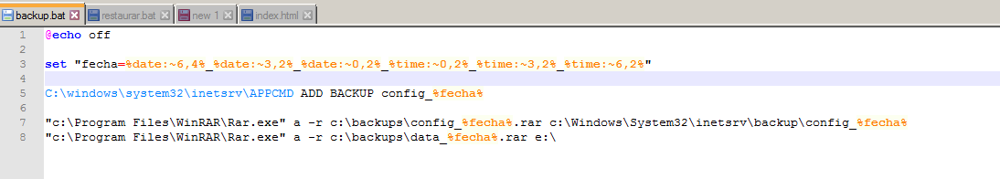 backup.bat restaurar.bat new 1 index.html
1 @echo off
2
3 set "fecha=%date:~6,4%_%date:~3,2%_%date:~0,2%_%time:~0,2%_%time:~3,2%_%time:~6,2%"
4
5 C:\windows\system32\inetsrv\APPCMD ADD BACKUP config_%fecha%
6
7 "c:\Program Files\WinRAR\Rar.exe" a -r c:\backups\config_%fecha%.rar c:\Windows\System32\inetsrv\backup\config_%fecha%
8 "c:\Program Files\WinRAR\Rar.exe" a -r c:\backups\data_%fecha%.rar e:\